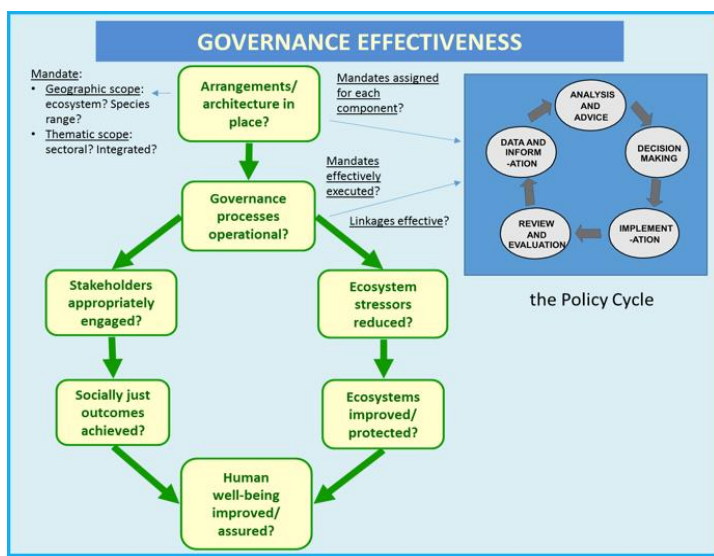 GOVERNANCE EFFECTIVENESS
Mandate:
• Geographic scope:
ecosystem? Species
range?
• Thematic scope:
sectoral? Integrated?
Arrangements/
architecture in
place?
Mandates assigned
for each
component?
Governance
processes
operational?
Mandates
effectively
executed?
Linkages effective?
Stakeholders
appropriately
engaged?
Ecosystem
stressors
reduced?
Socially just
outcomes
achieved?
Ecosystems
improved/
protected?
Human
well-being
improved/
assured?
ANALYSIS
AND
ADVICE
DECISION
MAKING
IMPLEMENT
-ATION
REVIEW
AND
EVALUATION
DATA AND
INFORM
-ATION
the Policy Cycle